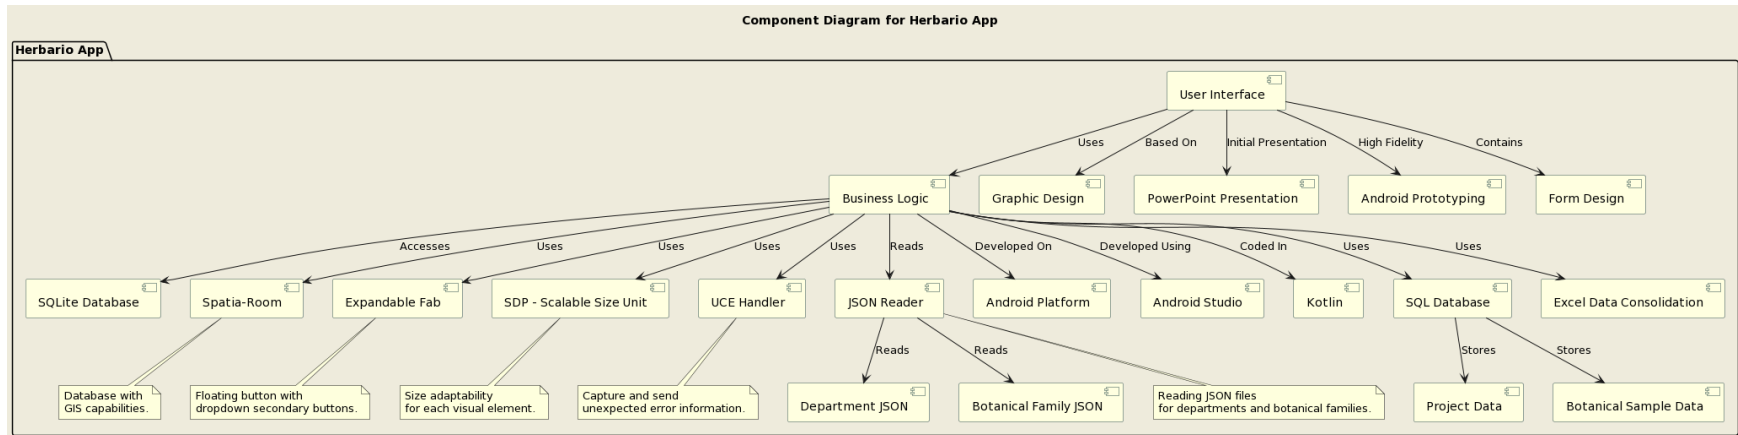 Component Diagram for Herbario App
Herbario App
User Interface
Uses
Based On
Initial Presentation
High Fidelity
Contains
Business Logic
Graphic Design
PowerPoint Presentation
Android Prototyping
Form Design
Accesses
Uses
Uses
Uses
Uses
Reads
Developed On
Developed Using
Coded In
Uses
Uses
SQLite Database
Spatia-Room
Expandable Fab
SDP - Scalable Size Unit
UCE Handler
JSON Reader
Android Platform
Android Studio
Kotlin
SQL Database
Excel Data Consolidation
Reads
Reads
Stores
Stores
Database with
GIS capabilities.
Floating button with
dropdown secondary buttons.
Size adaptability
for each visual element.
Capture and send
unexpected error information.
Department JSON
Botanical Family JSON
Reading JSON files
for departments and botanical families.
Project Data
Botanical Sample Data